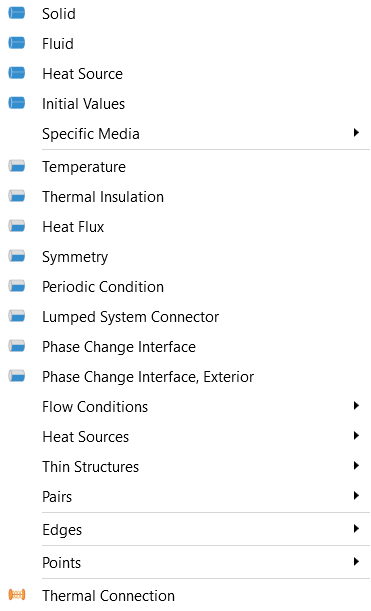 Solid
Fluid
Heat Source
Initial Values
Specific Media
Temperature
Thermal Insulation
Heat Flux
Symmetry
Periodic Condition
Lumped System Connector
Phase Change Interface
Phase Change Interface, Exterior
Flow Conditions
Heat Sources
Thin Structures
Pairs
Edges
Points
Thermal Connection